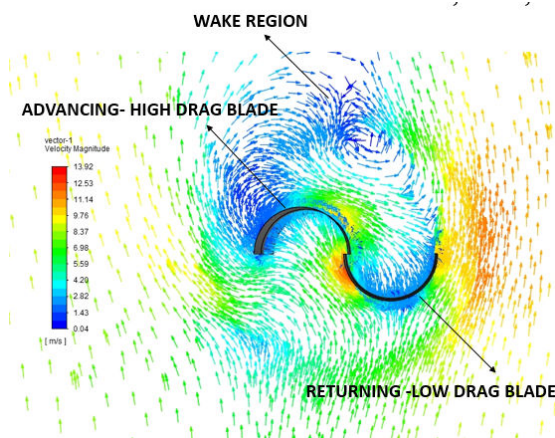 WAKE REGION
ADVANCING- HIGH DRAG BLADE
vector-1
Velocity Magnitude
13.92
12.53
11.14
9.76
8.37
6.98
5.59
4.20
2.82
1.43
0.04
[ m/s ]
RETURNING -LOW DRAG BLADE